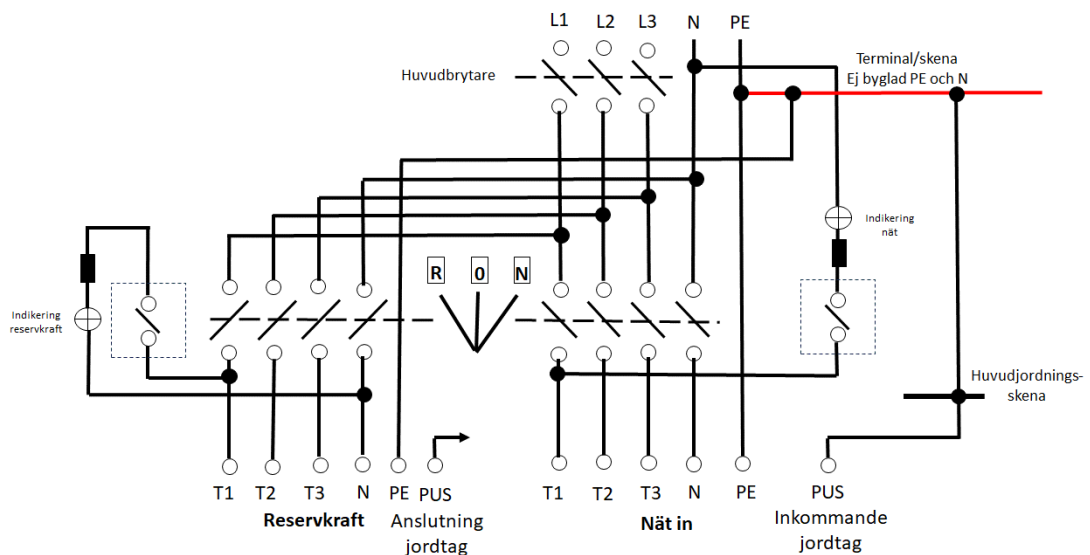 L1 L2 L3 N PE
Huvudbrytare
Terminal/skena
Ej byglad PE och N
Indikering
nät
R 0 N
Indikering
reservkraft
Huvudjordnings-
skena
T1 T2 T3 N PE PUS
Reservkraft
Anslutning
jordtag
T1 T2 T3 N PE
Nät in
PUS
Inkommande
jordtag